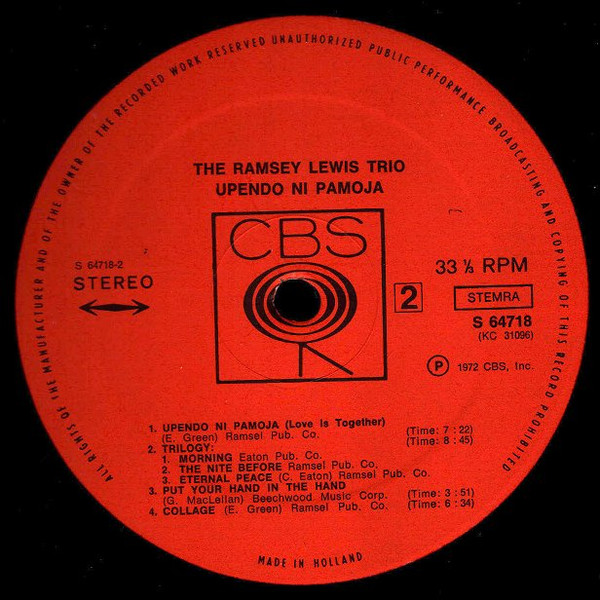 ALL RIGHTS OF THE MANUFACTURER AND OF THE OWNER OF THE RECORDED WORK RESERVED UNAUTHORIZED PUBLIC PERFORMANCE BROADCASTING AND COPYING OF THIS RECORD PROHIBITED
THE RAMSEY LEWIS TRIO
UPENDO NI PAMOJA
CBS
S 64718-2
STEREO
2
33 ⅓ RPM
STEMRA
S 64718
(KC 31096)
Ⓟ 1972 CBS, Inc.
1. UPENDO NI PAMOJA (Love Is Together)
(E. Green) Ramsel Pub. Co. (Time: 7 : 22)
2. TRILOGY: (Time: 8 : 45)
1. MORNING Eaton Pub. Co.
2. THE NITE BEFORE Ramsel Pub. Co.
3. ETERNAL PEACE (C. Eaton) Ramsel Pub. Co.
3. PUT YOUR HAND IN THE HAND
(G. MacLellan) Beechwood Music Corp. (Time: 3 : 51)
4. COLLAGE (E. Green) Ramsel Pub. Co. (Time: 6 : 34)
MADE IN HOLLAND